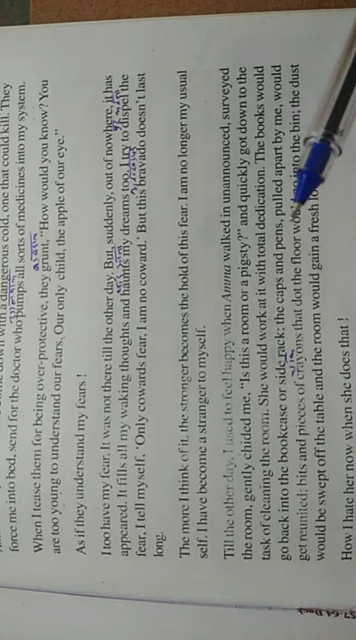 come down with a dangerous cold, one that could kill. They
force me into bed, send for the doctor who pumps all sorts of medicines into my system.
When I tease them for being over-protective, they grunt, "How would you know? You
are too young to understand our fears, Our only child, the apple of our eye."
As if they understand my fears !
I too have my fear. It was not there till the other day. But, suddenly, out of nowhere, it has
appeared. It fills all my waking thoughts and haunts my dreams too. I try to dispel the
fear, I tell myself, 'Only cowards fear, I am no coward.' But this bravado doesn't last
long.
The more I think of it, the stronger becomes the hold of this fear. I am no longer my usual
self. I have become a stranger to myself.
Till the other day, I used to feel happy when Amma walked in unannounced, surveyed
the room, gently chided me, "Is this a room or a pigsty?" and quickly got down to the
task of cleaning the room. She would work at it with total dedication. The books would
go back into the bookcase or side rack; the caps and pens, pulled apart by me, would
get reunited; bits and pieces of crayons that dot the floor into the bin; the dust
would be swept off the table and the room would gain a fresh
How I hate her now when she does that !